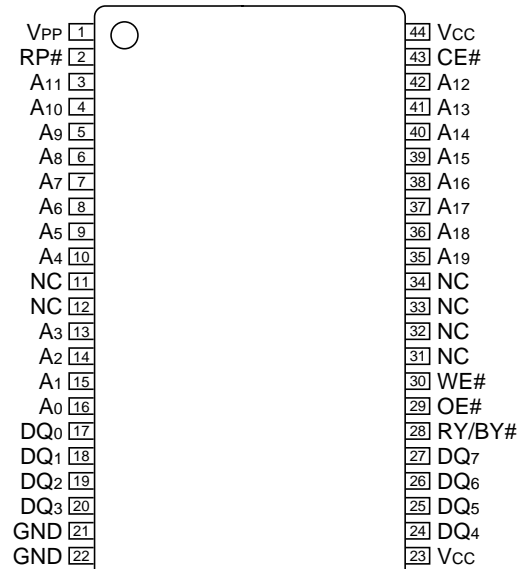 VPP 1
RP# 2
A11 3
A10 4
A9 5
A8 6
A7 7
A6 8
A5 9
A4 10
NC 11
NC 12
A3 13
A2 14
A1 15
A0 16
DQ0 17
DQ1 18
DQ2 19
DQ3 20
GND 21
GND 22
44 VCC
43 CE#
42 A12
41 A13
40 A14
39 A15
38 A16
37 A17
36 A18
35 A19
34 NC
33 NC
32 NC
31 NC
30 WE#
29 OE#
28 RY/BY#
27 DQ7
26 DQ6
25 DQ5
24 DQ4
23 VCC